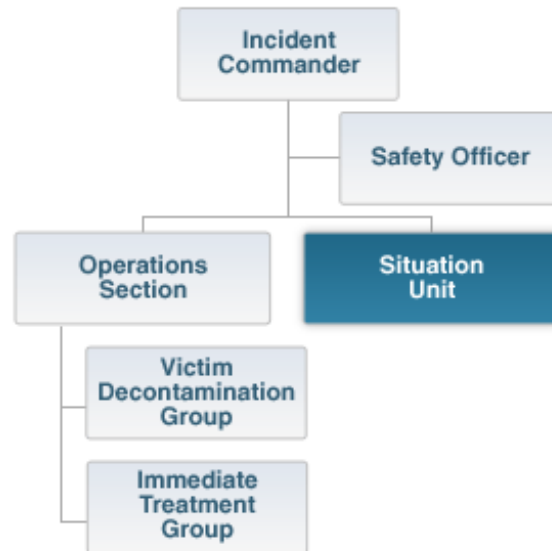 Incident
Commander
Safety Officer
Operations
Section
Situation
Unit
Victim
Decontamination
Group
Immediate
Treatment
Group